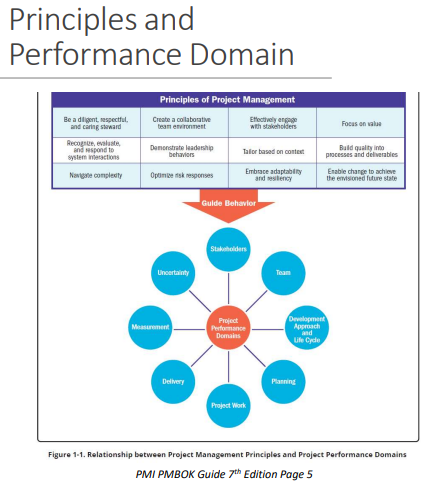 Principles and
Performance Domain
Principles of Project Management
Be a diligent, respectful,
and caring steward
Create a collaborative
team environment
Effectively engage
with stakeholders
Focus on value
Recognize, evaluate,
and respond to
system interactions
Demonstrate leadership
behaviors
Tailor based on context
Build quality into
processes and deliverables
Navigate complexity
Optimize risk responses
Embrace adaptability
and resiliency
Enable change to achieve
the envisioned future state
Guide Behavior
Stakeholders
Uncertainty
Team
Measurement
Project
Performance
Domains
Development
Approach
and
Life Cycle
Delivery
Planning
Project Work
Figure 1-1. Relationship between Project Management Principles and Project Performance Domains
PMI PMBOK Guide 7th Edition Page 5